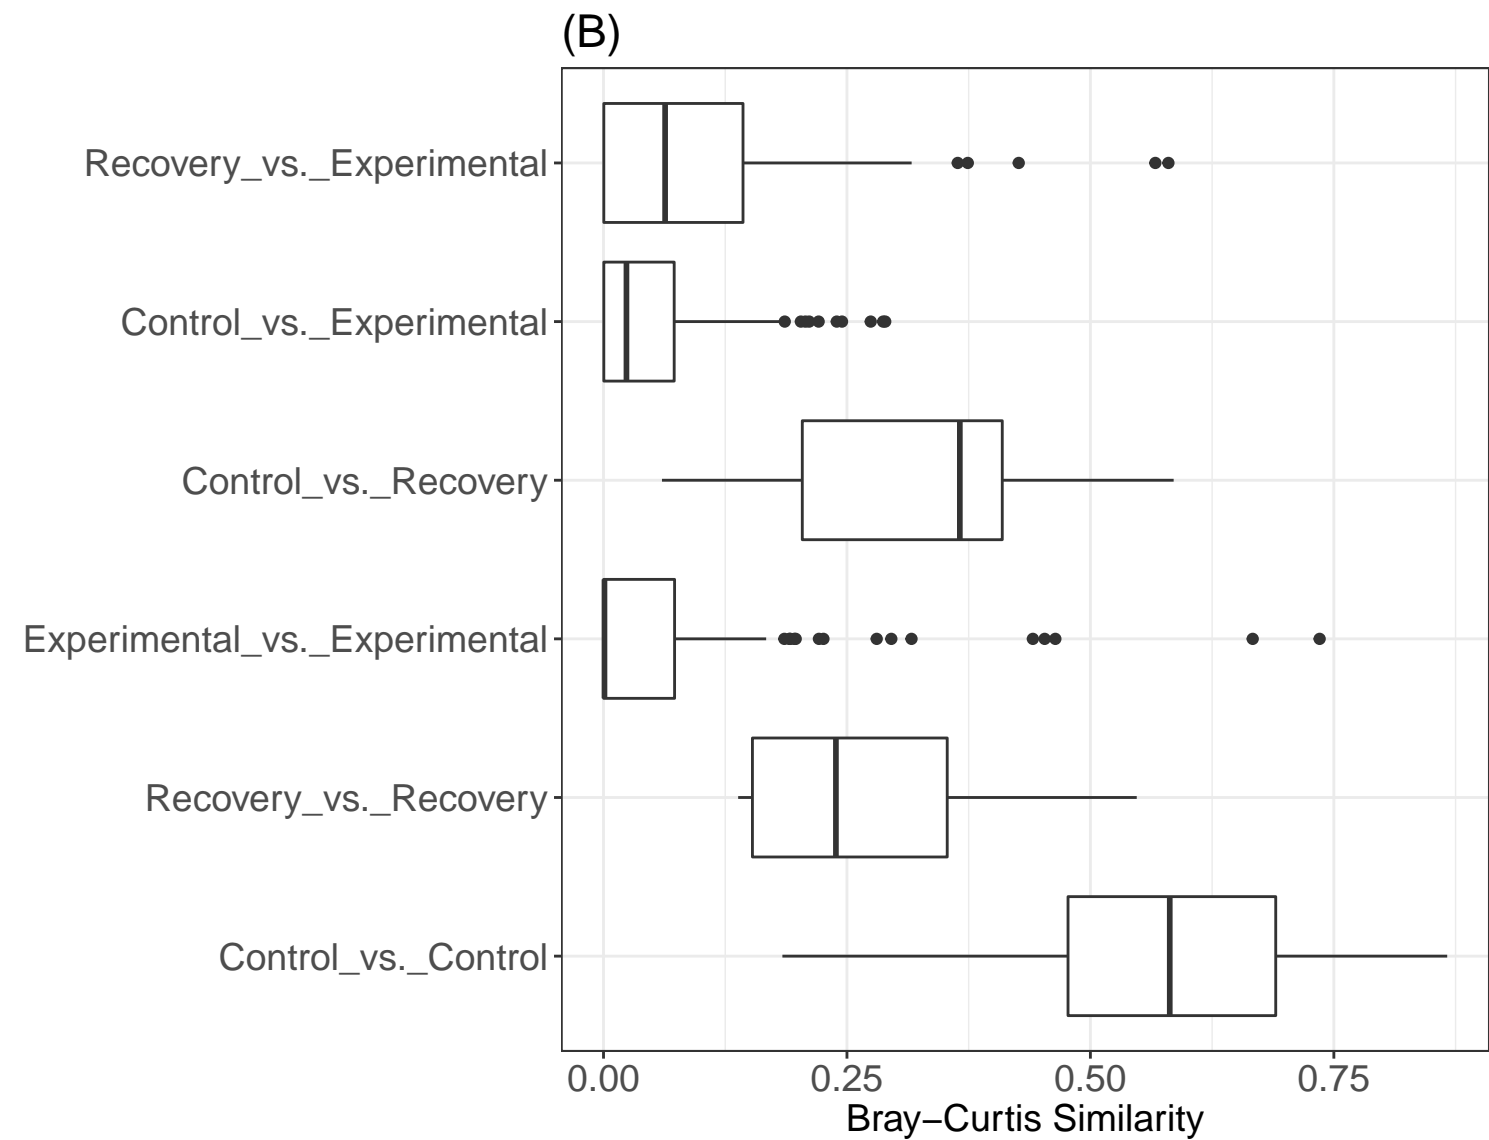 (B)
Recovery_vs._Experimental
Control_vs._Experimental
Control_vs._Recovery
Experimental_vs._Experimental
Recovery_vs._Recovery
Control_vs._Control
0.00 0.25 0.50 0.75
Bray−Curtis Similarity